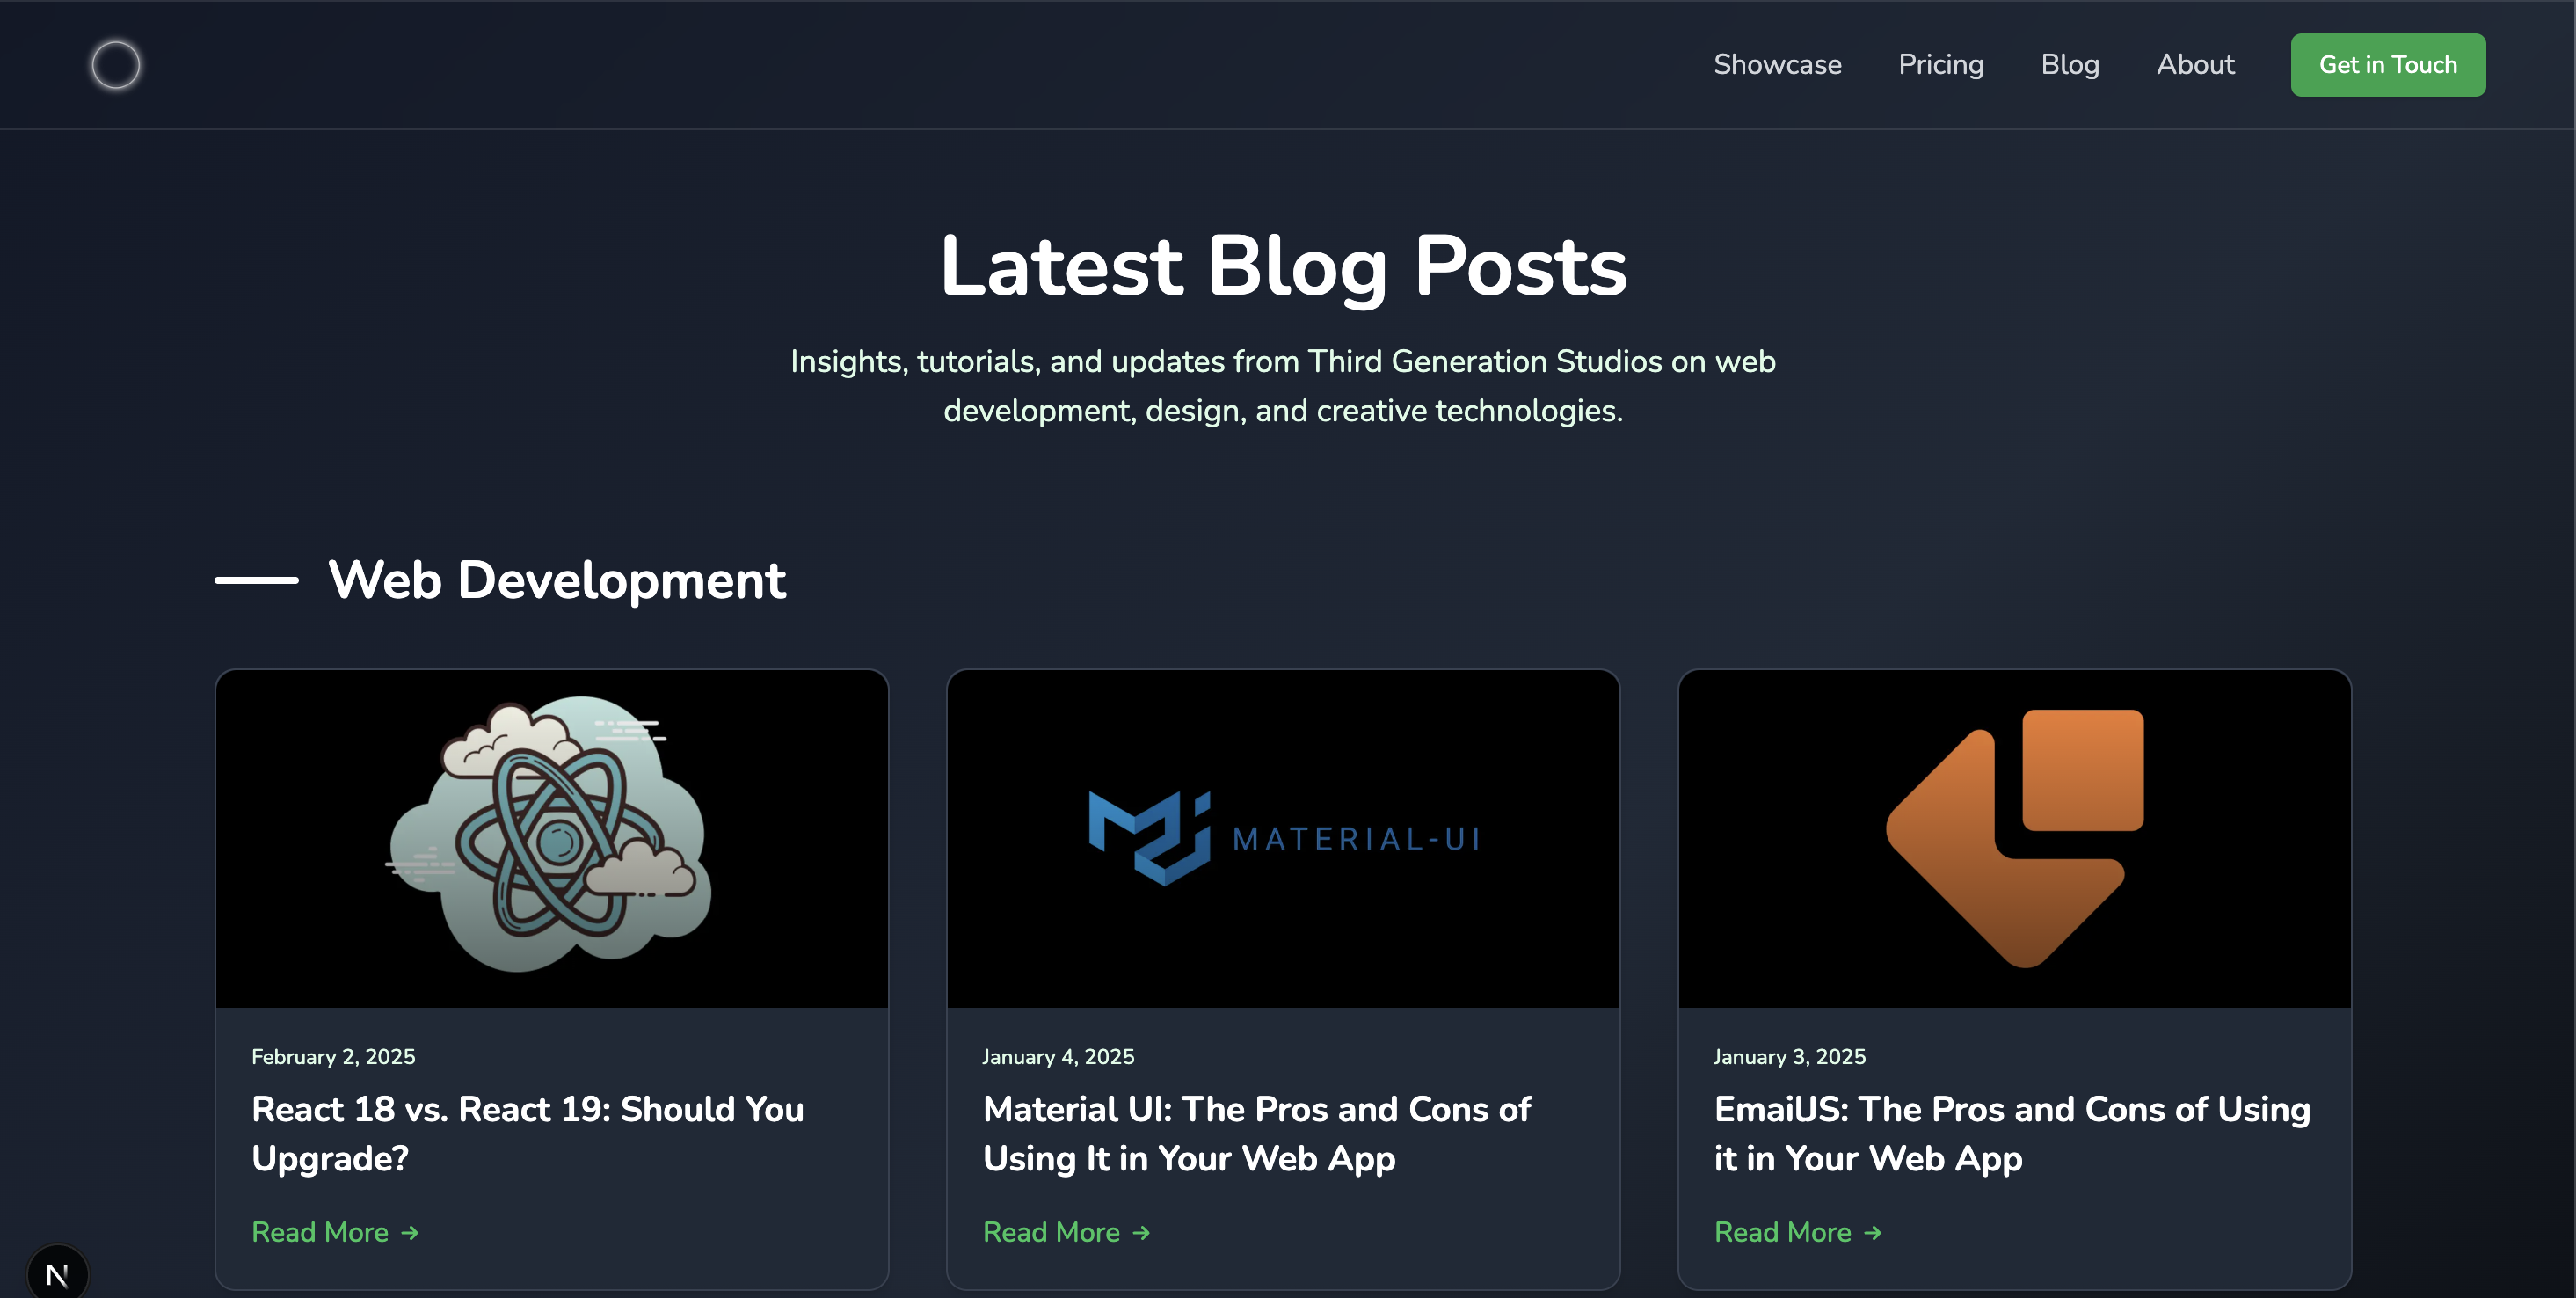 Showcase Pricing Blog About Get in Touch
Latest Blog Posts
Insights, tutorials, and updates from Third Generation Studios on web
development, design, and creative technologies.
Web Development
MATERIAL-UI
February 2, 2025
React 18 vs. React 19: Should You
Upgrade?
Read More →
January 4, 2025
Material UI: The Pros and Cons of
Using It in Your Web App
Read More →
January 3, 2025
EmailJS: The Pros and Cons of Using
it in Your Web App
Read More →
N